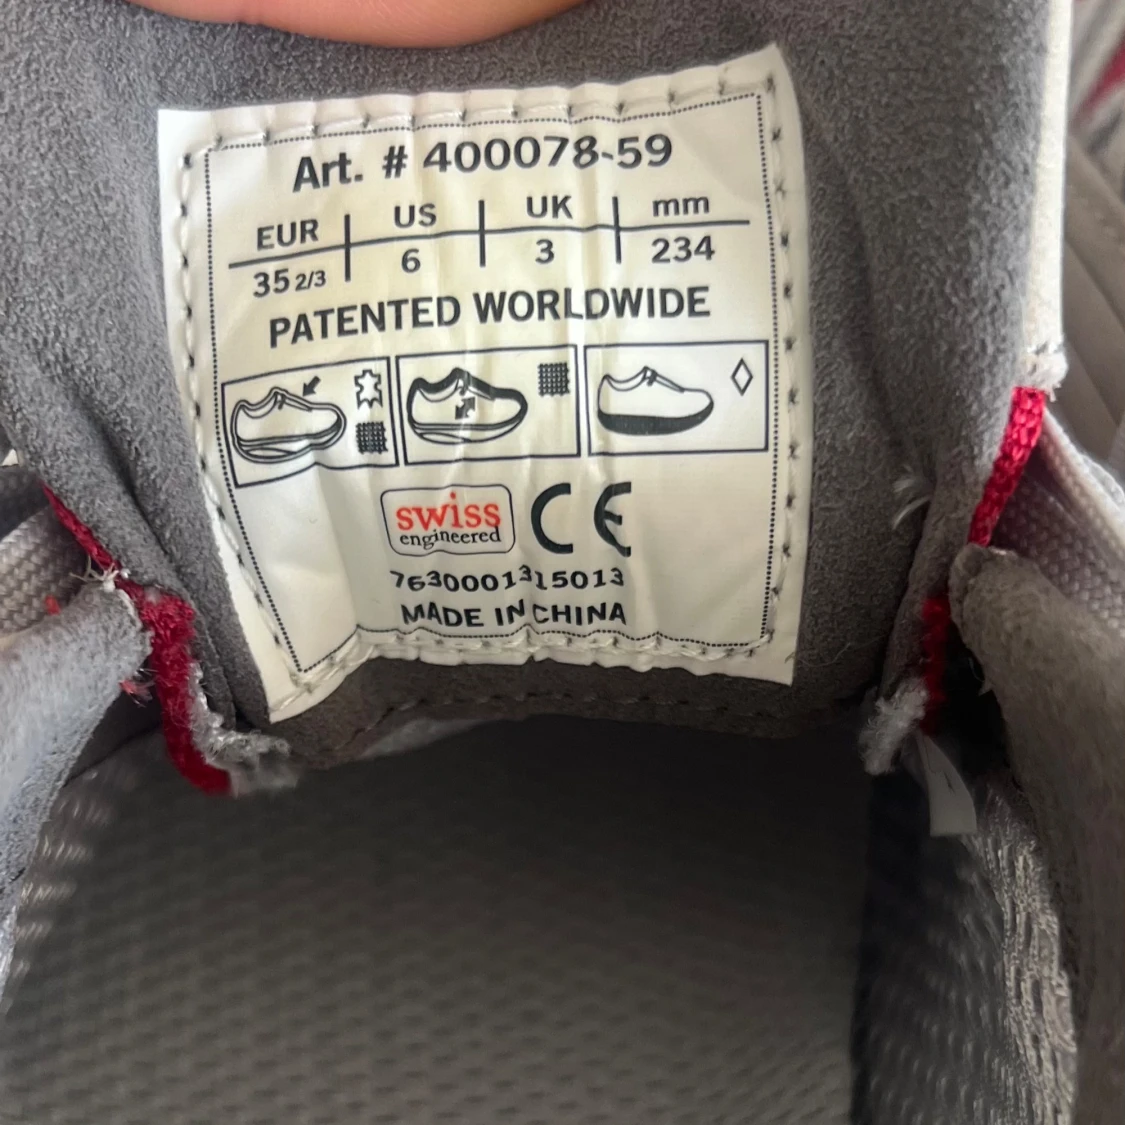 Art. # 400078-59
EUR US UK mm
35 2/3 6 3 234
PATENTED WORLDWIDE
swiss
engineered
CE
7630001315013
MADE IN CHINA